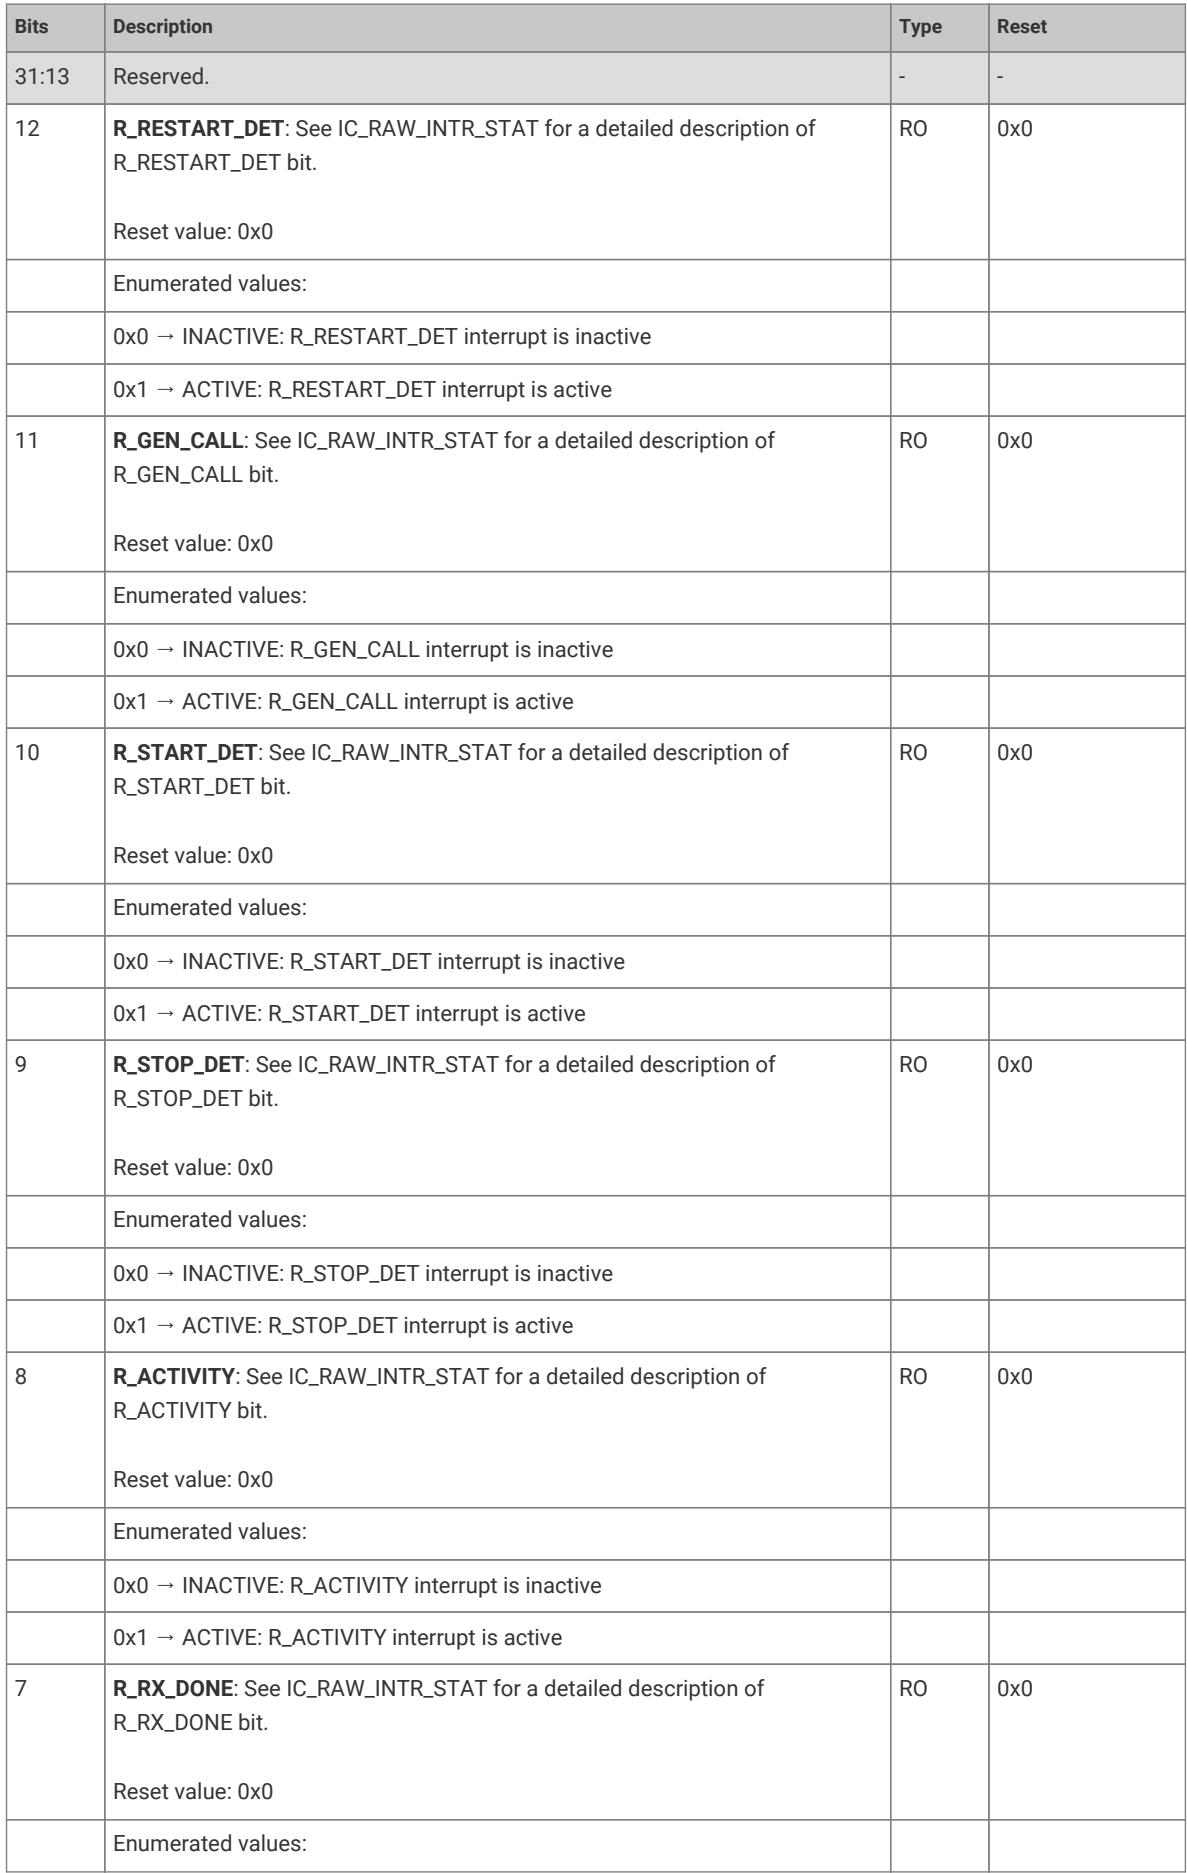 Bits Description Type Reset
31:13 Reserved. - -
12 R_RESTART_DET: See IC_RAW_INTR_STAT for a detailed description of RO 0x0
R_RESTART_DET bit.
Reset value: 0x0
Enumerated values:
0x0 → INACTIVE: R_RESTART_DET interrupt is inactive
0x1 → ACTIVE: R_RESTART_DET interrupt is active
11 R_GEN_CALL: See IC_RAW_INTR_STAT for a detailed description of RO 0x0
R_GEN_CALL bit.
Reset value: 0x0
Enumerated values:
0x0 → INACTIVE: R_GEN_CALL interrupt is inactive
0x1 → ACTIVE: R_GEN_CALL interrupt is active
10 R_START_DET: See IC_RAW_INTR_STAT for a detailed description of RO 0x0
R_START_DET bit.
Reset value: 0x0
Enumerated values:
0x0 → INACTIVE: R_START_DET interrupt is inactive
0x1 → ACTIVE: R_START_DET interrupt is active
9 R_STOP_DET: See IC_RAW_INTR_STAT for a detailed description of RO 0x0
R_STOP_DET bit.
Reset value: 0x0
Enumerated values:
0x0 → INACTIVE: R_STOP_DET interrupt is inactive
0x1 → ACTIVE: R_STOP_DET interrupt is active
8 R_ACTIVITY: See IC_RAW_INTR_STAT for a detailed description of RO 0x0
R_ACTIVITY bit.
Reset value: 0x0
Enumerated values:
0x0 → INACTIVE: R_ACTIVITY interrupt is inactive
0x1 → ACTIVE: R_ACTIVITY interrupt is active
7 R_RX_DONE: See IC_RAW_INTR_STAT for a detailed description of RO 0x0
R_RX_DONE bit.
Reset value: 0x0
Enumerated values: